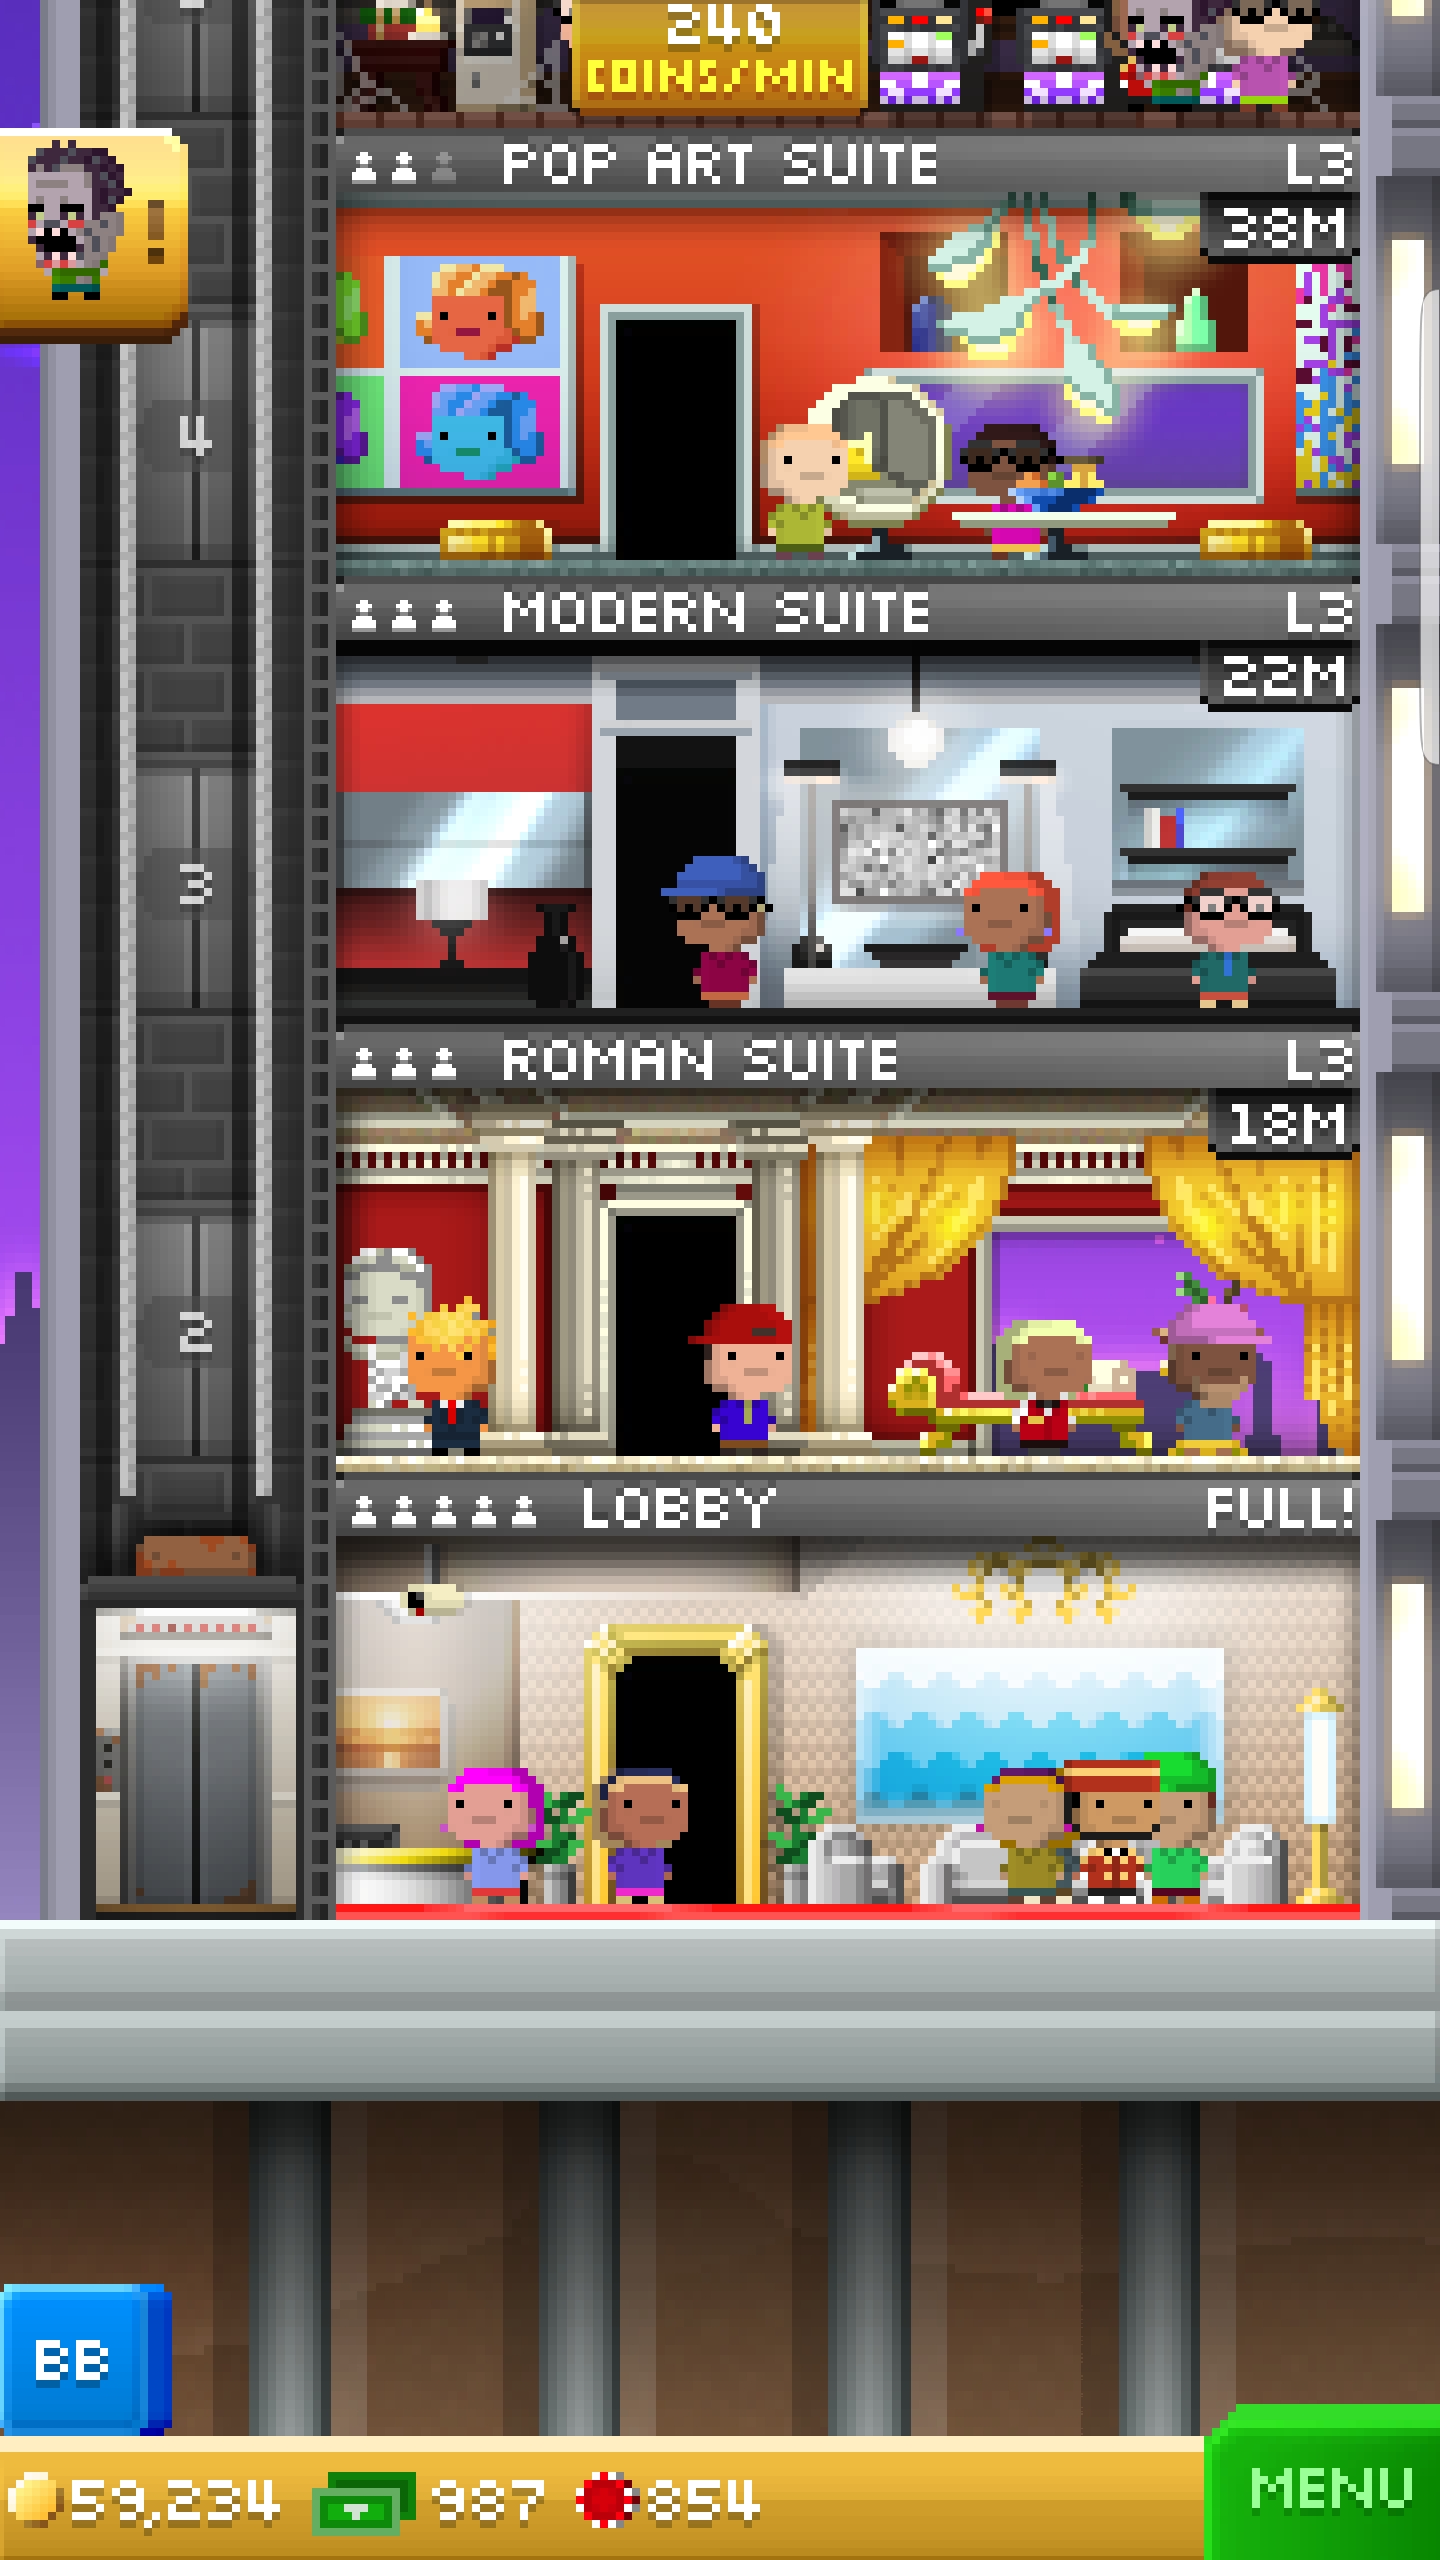 240
COINS/MIN
POP ART SUITE L3
38M
!
4
MODERN SUITE L3
22M
3
ROMAN SUITE L3
18M
2
LOBBY FULL!
BB
59,234 987 854
MENU